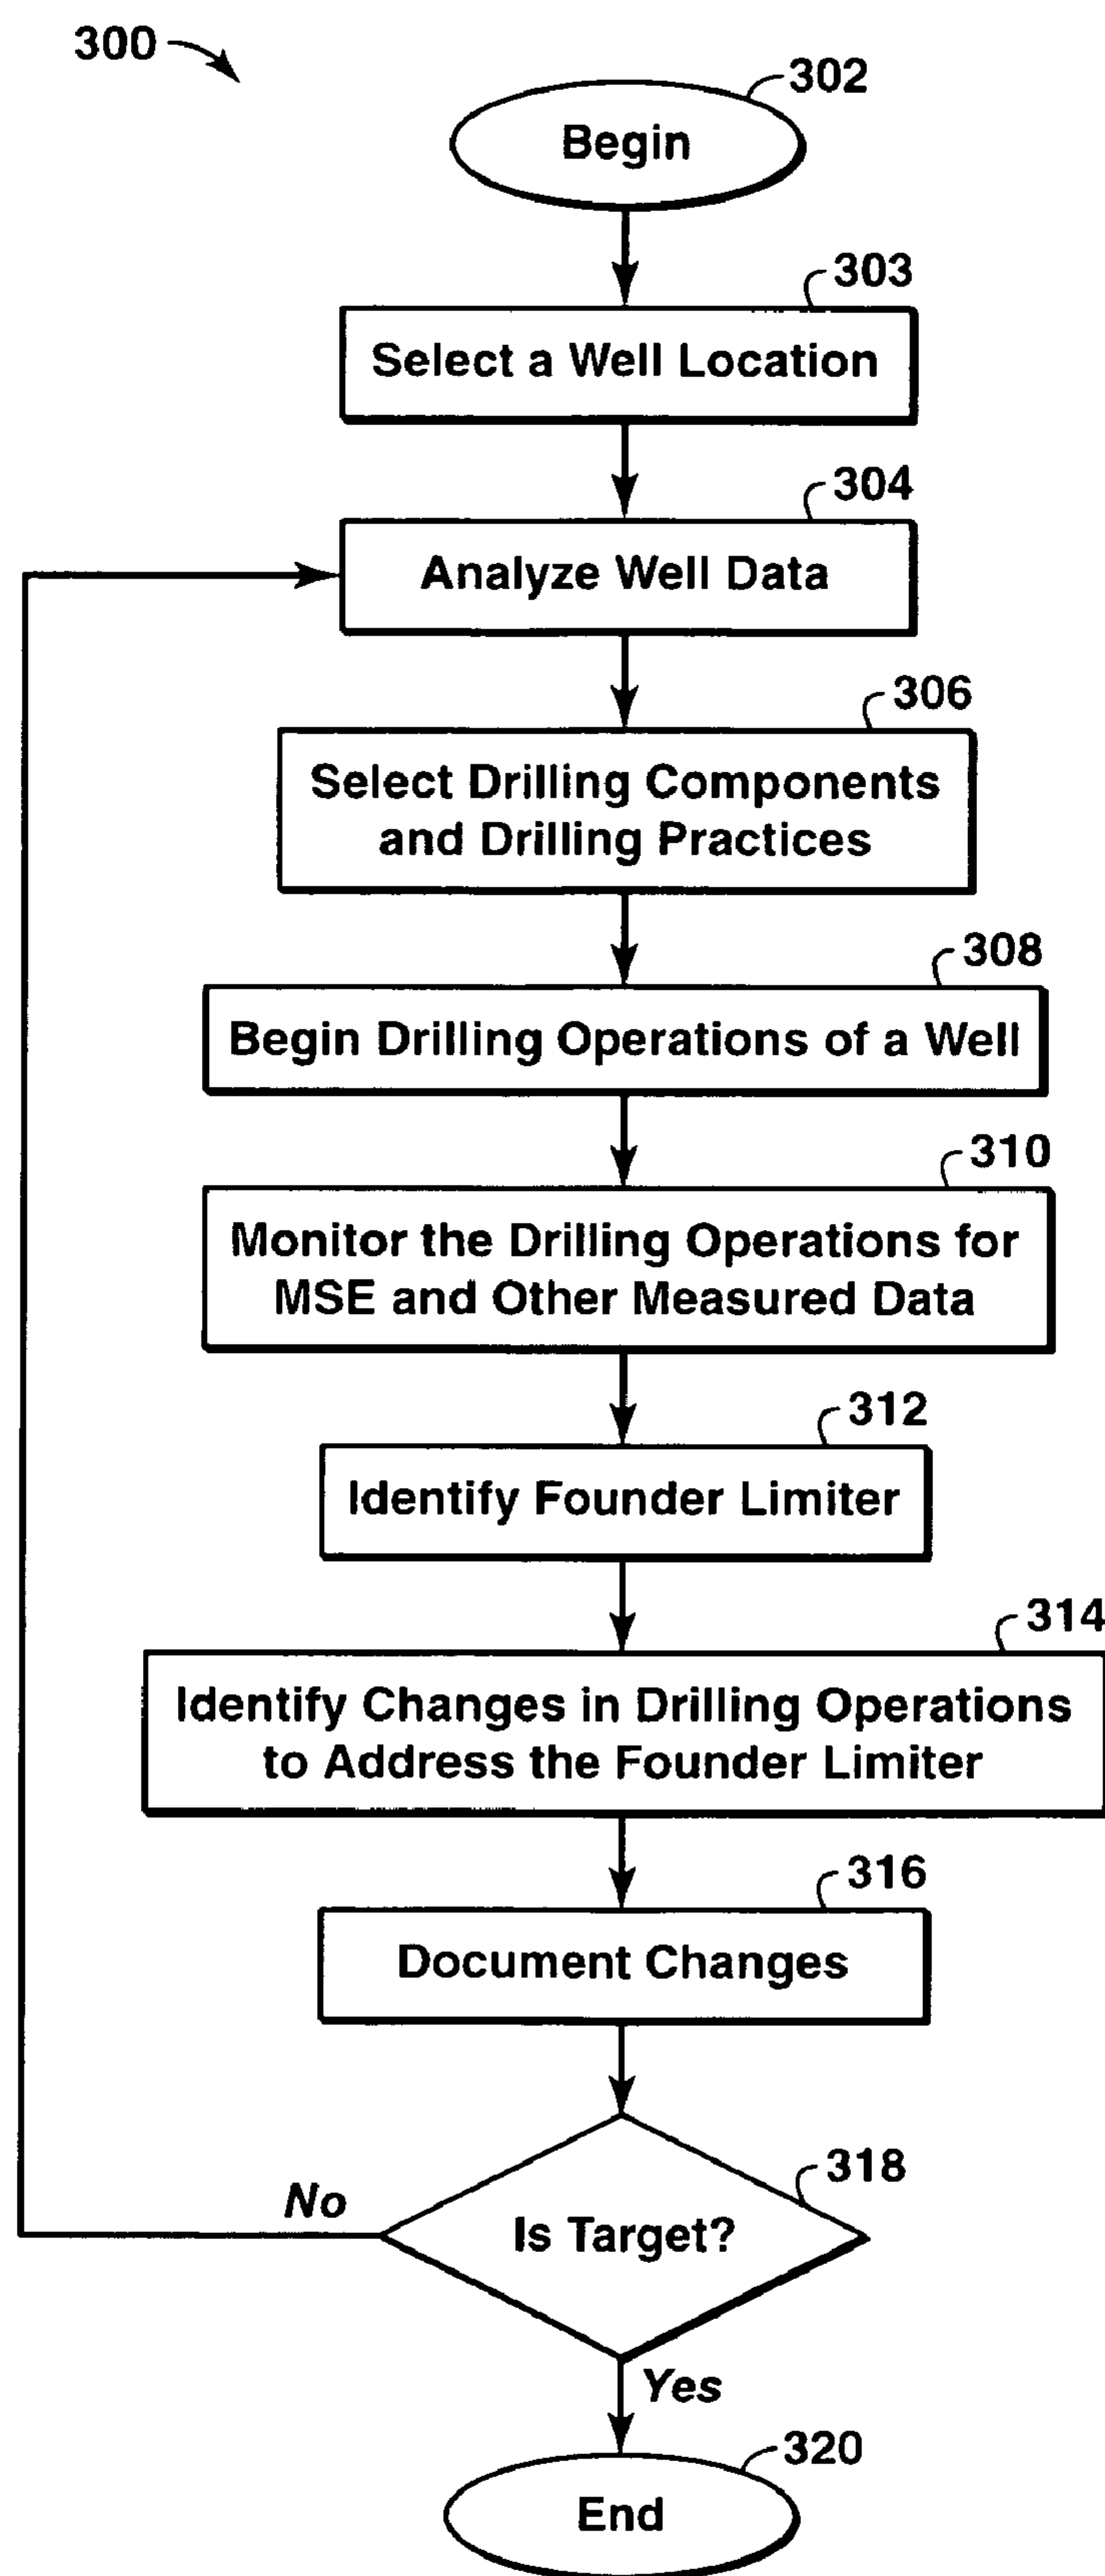 300
302
Begin
303
Select a Well Location
304
Analyze Well Data
306
Select Drilling Components
and Drilling Practices
308
Begin Drilling Operations of a Well
310
Monitor the Drilling Operations for
MSE and Other Measured Data
312
Identify Founder Limiter
314
Identify Changes in Drilling Operations
to Address the Founder Limiter
316
Document Changes
318
No
Is Target?
Yes
320
End